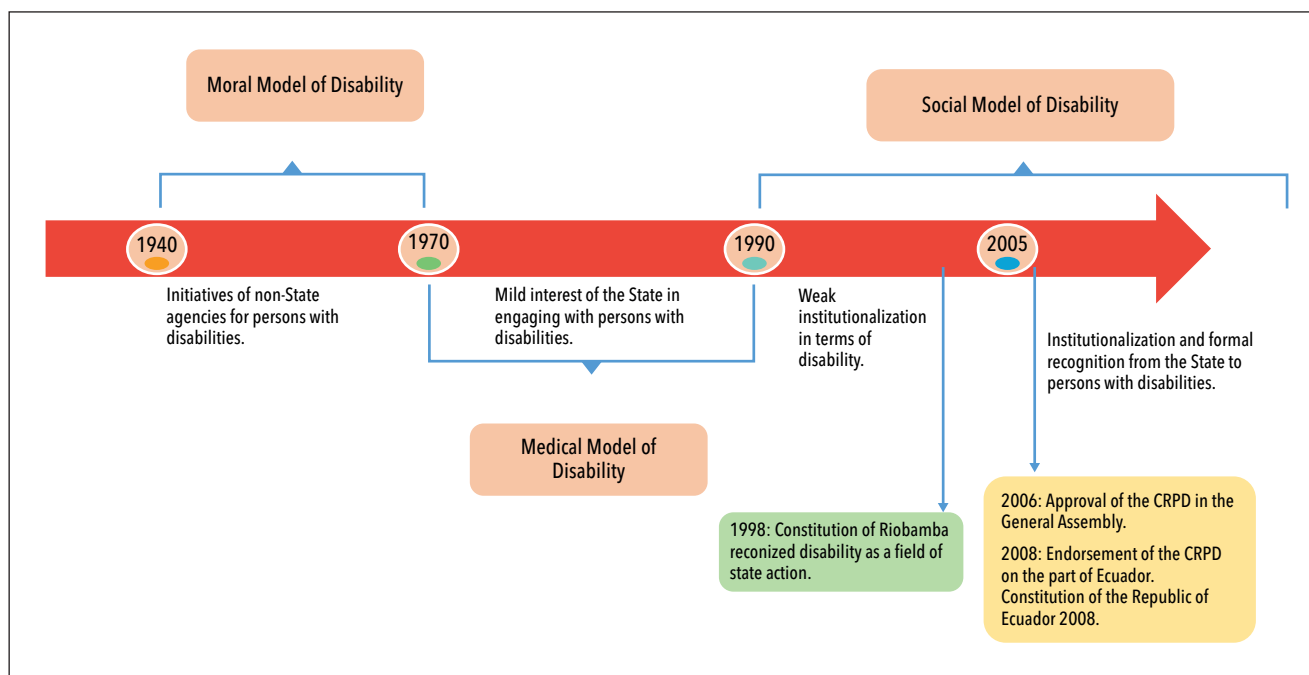 Moral Model of Disability
Social Model of Disability
1940
1970
1990
2005
Initiatives of non-State
agencies for persons with
disabilities.
Mild interest of the State in
engaging with persons with
disabilities.
Weak
institutionalization
in terms of
disability.
Institutionalization and formal
recognition from the State to
persons with disabilities.
Medical Model of
Disability
1998: Constitution of Riobamba
reconized disability as a field of
state action.
2006: Approval of the CRPD in the
General Assembly.
2008: Endorsement of the CRPD
on the part of Ecuador.
Constitution of the Republic of
Ecuador 2008.